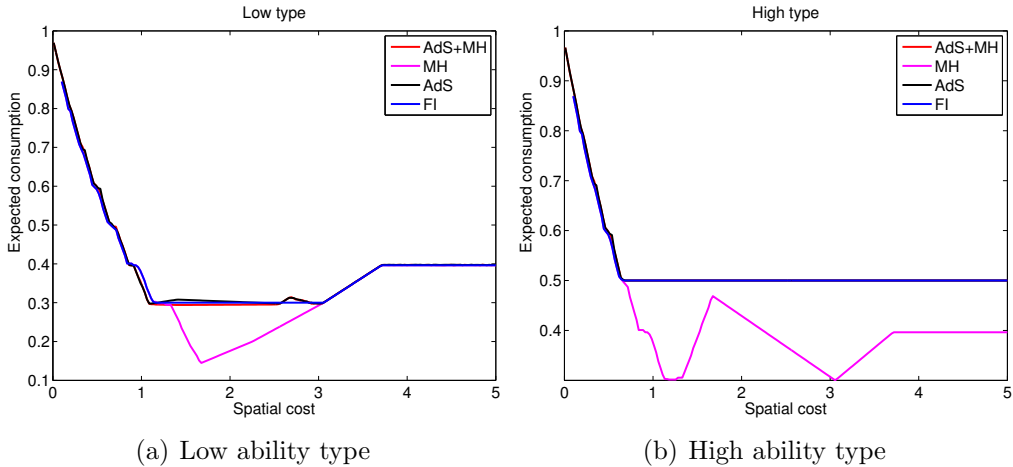 Low type
1
0.9
0.8
0.7
0.6
0.5
0.4
0.3
0.2
0.1
Expected consumption
0 1 2 3 4 5
Spatial cost
AdS+MH
MH
AdS
FI
(a) Low ability type
High type
1
0.9
0.8
0.7
0.6
0.5
0.4
Expected consumption
0 1 2 3 4 5
Spatial cost
AdS+MH
MH
AdS
FI
(b) High ability type